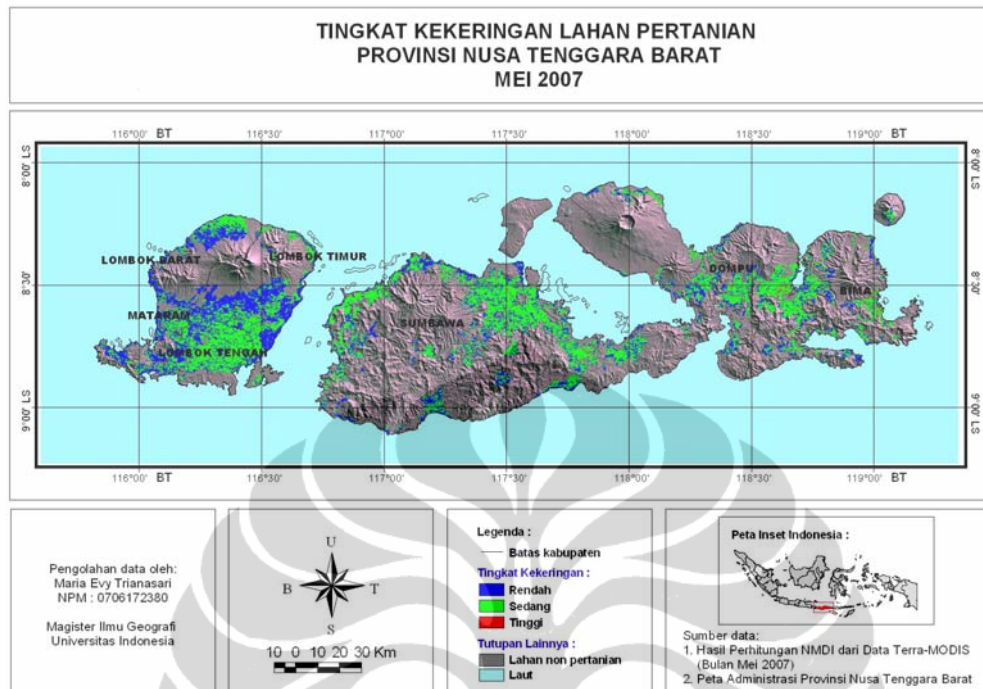 TINGKAT KEKERINGAN LAHAN PERTANIAN
PROVINSI NUSA TENGGARA BARAT
MEI 2007
116°00' BT 116°30' 117°00' 117°30' 118°00' 118°30' 119°00' BT
8°00' LS 8°00' LS
LOMBOK BARAT LOMBOK TIMUR
DOMPU
8°30' 8°30'
BIMA
MATARAM
SUMBAWA
LOMBOK TENGAH
9°00' LS 9°00' LS
116°00' BT 116°30' 117°00' 117°30' 118°00' 118°30' 119°00' BT
Pengolahan data oleh:
Maria Evy Trianasari
NPM : 0706172380
Magister Ilmu Geografi
Universitas Indonesia
U
B T
S
10 0 10 20 30 Km
Legenda :
Batas kabupaten
Tingkat Kekeringan :
Rendah
Sedang
Tinggi
Tutupan Lainnya :
Lahan non pertanian
Laut
Peta Inset Indonesia :
Sumber data:
1. Hasil Perhitungan NMDI dari Data Terra-MODIS
(Bulan Mei 2007)
2. Peta Administrasi Provinsi Nusa Tenggara Barat